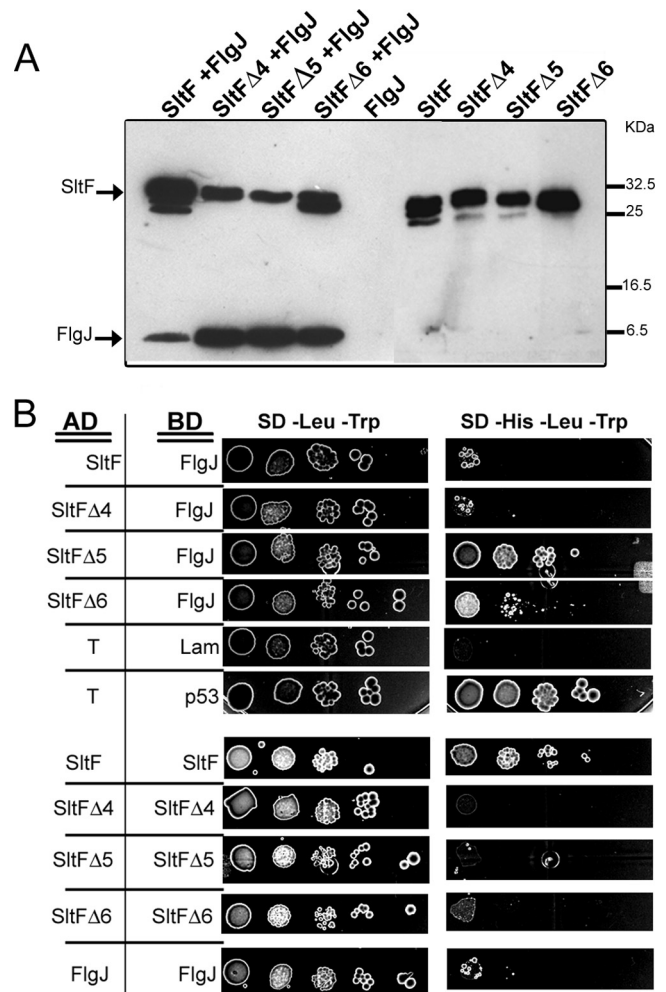 A
SltF +FlgJ
SltFΔ4 +FlgJ
SltFΔ5 +FlgJ
SltFΔ6 +FlgJ
FlgJ
SltF
SltFΔ4
SltFΔ5
SltFΔ6
KDa
SltF
32.5
25
16.5
FlgJ
6.5
B
AD BD SD -Leu -Trp SD -His -Leu -Trp
SltF FlgJ
SltFΔ4 FlgJ
SltFΔ5 FlgJ
SltFΔ6 FlgJ
T Lam
T p53
SltF SltF
SltFΔ4 SltFΔ4
SltFΔ5 SltFΔ5
SltFΔ6 SltFΔ6
FlgJ FlgJ